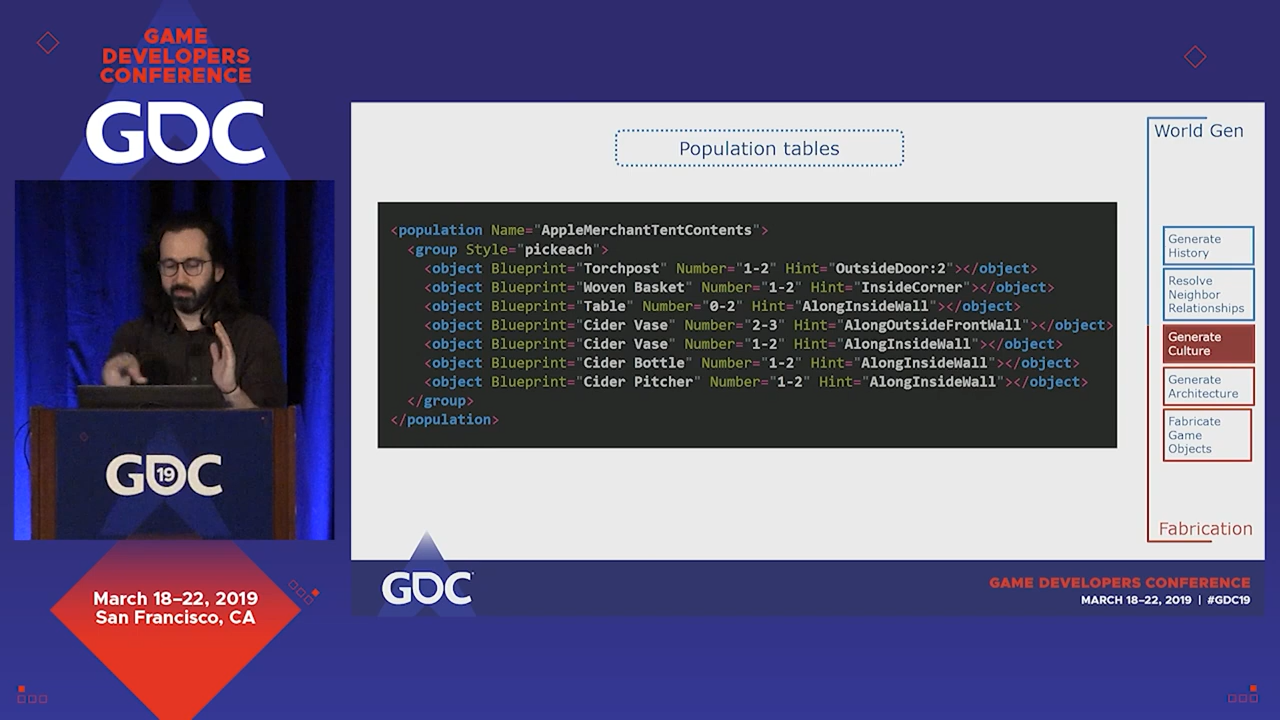 GAME
DEVELOPERS
CONFERENCE
GDC
GDC
19
March 18–22, 2019
San Francisco, CA
Population tables
<population Name="AppleMerchantTentContents">
  <group Style="pickeach">
    <object Blueprint="Torchpost" Number="1-2" Hint="OutsideDoor:2"></object>
    <object Blueprint="Woven Basket" Number="1-2" Hint="InsideCorner"></object>
    <object Blueprint="Table" Number="0-2" Hint="AlongInsideWall"></object>
    <object Blueprint="Cider Vase" Number="2-3" Hint="AlongOutsideFrontWall"></object>
    <object Blueprint="Cider Vase" Number="1-2" Hint="AlongInsideWall"></object>
    <object Blueprint="Cider Bottle" Number="1-2" Hint="AlongInsideWall"></object>
    <object Blueprint="Cider Pitcher" Number="1-2" Hint="AlongInsideWall"></object>
  </group>
</population>
World Gen
Generate
History
Resolve
Neighbor
Relationships
Generate
Culture
Generate
Architecture
Fabricate
Game
Objects
Fabrication
GDC
GAME DEVELOPERS CONFERENCE
MARCH 18–22, 2019 | #GDC19